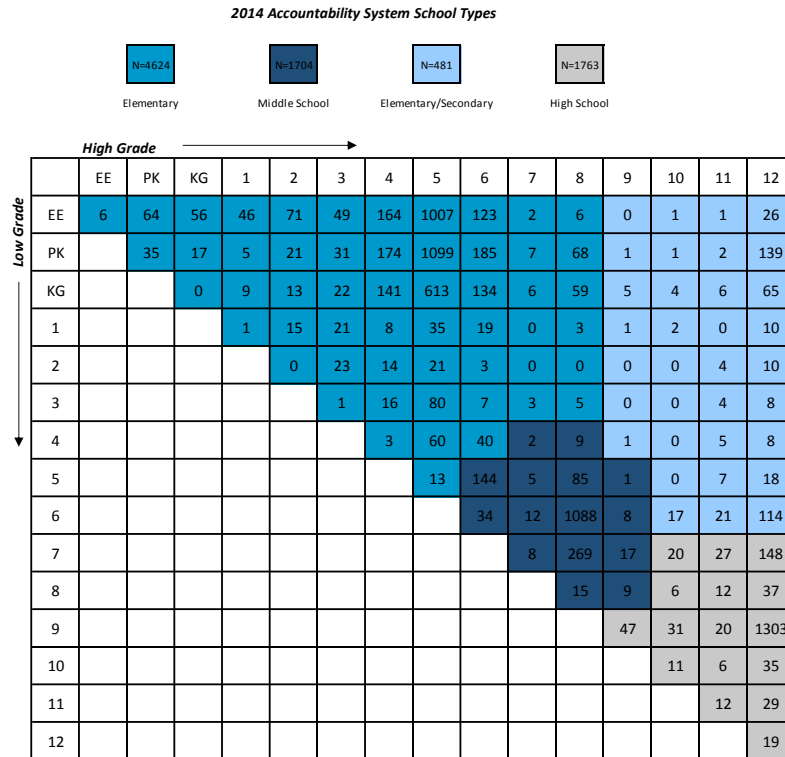 2014 Accountability System School Types
N=4624 N=1704 N=481 N=1763
Elementary Middle School Elementary/Secondary High School
High Grade
Low Grade
EE PK KG 1 2 3 4 5 6 7 8 9 10 11 12
EE 6 64 56 46 71 49 164 1007 123 2 6 0 1 1 26
PK 35 17 5 21 31 174 1099 185 7 68 1 1 2 139
KG 0 9 13 22 141 613 134 6 59 5 4 6 65
1 1 15 21 8 35 19 0 3 1 2 0 10
2 0 23 14 21 3 0 0 0 0 4 10
3 1 16 80 7 3 5 0 0 4 8
4 3 60 40 2 9 1 0 5 8
5 13 144 5 85 1 0 7 18
6 34 12 1088 8 17 21 114
7 8 269 17 20 27 148
8 15 9 6 12 37
9 47 31 20 1303
10 11 6 35
11 12 29
12 19